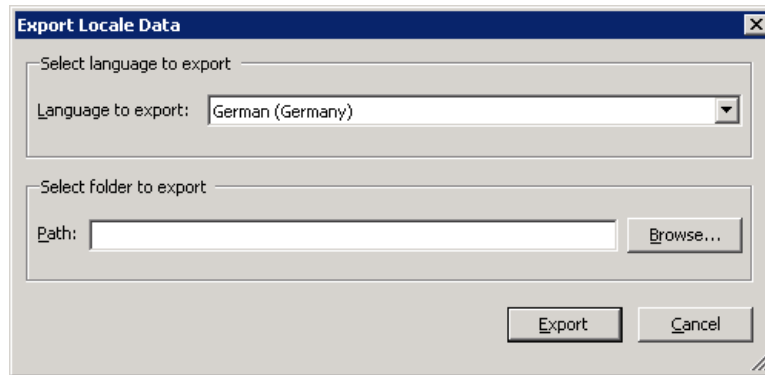 Export Locale Data
Select language to export
Language to export: German (Germany)
Select folder to export
Path: Browse...
Export Cancel